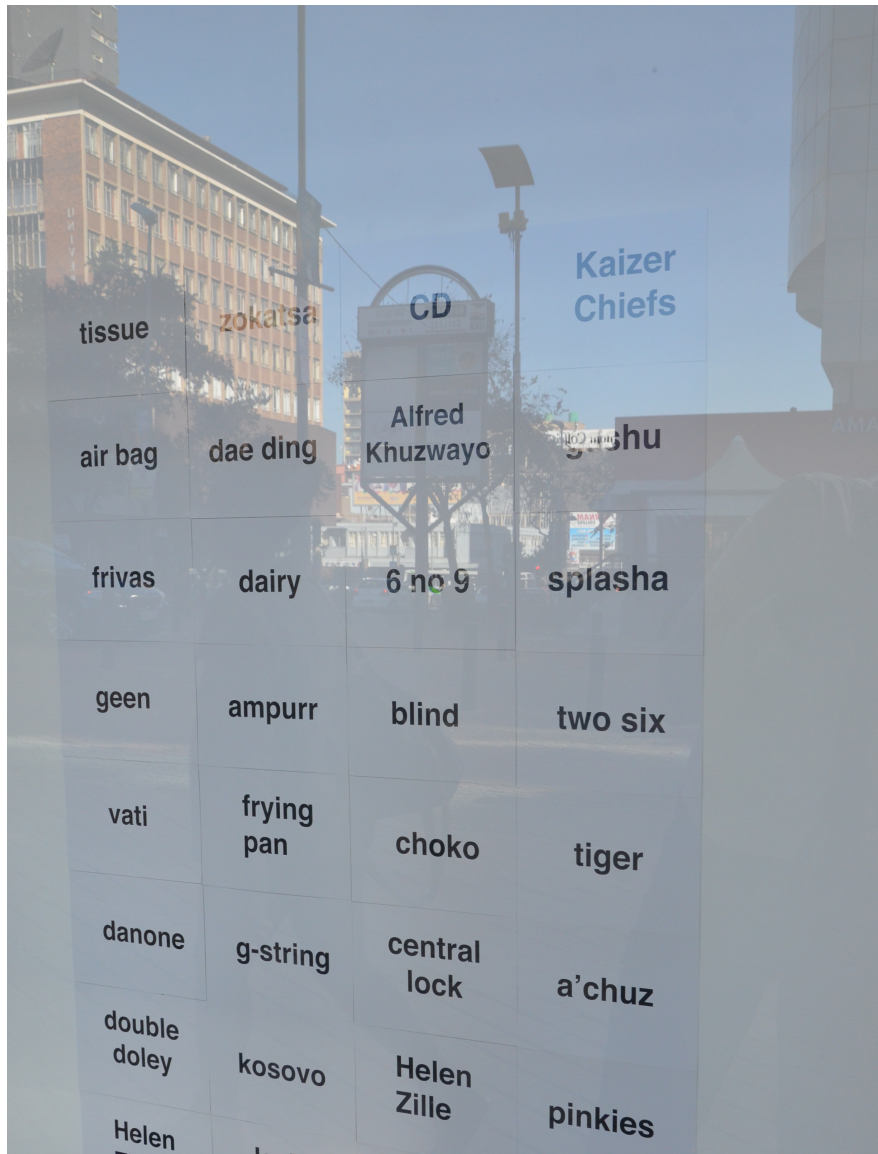 tissue
zokatsa
CD
Kaizer
Chiefs
air bag
dae ding
Alfred
Khuzwayo
shu
frivas
dairy
6 no 9
splasha
geen
ampurr
blind
two six
vati
frying
pan
choko
tiger
danone
g-string
central
lock
a'chuz
double
doley
kosovo
Helen
Zille
pinkies
Helen